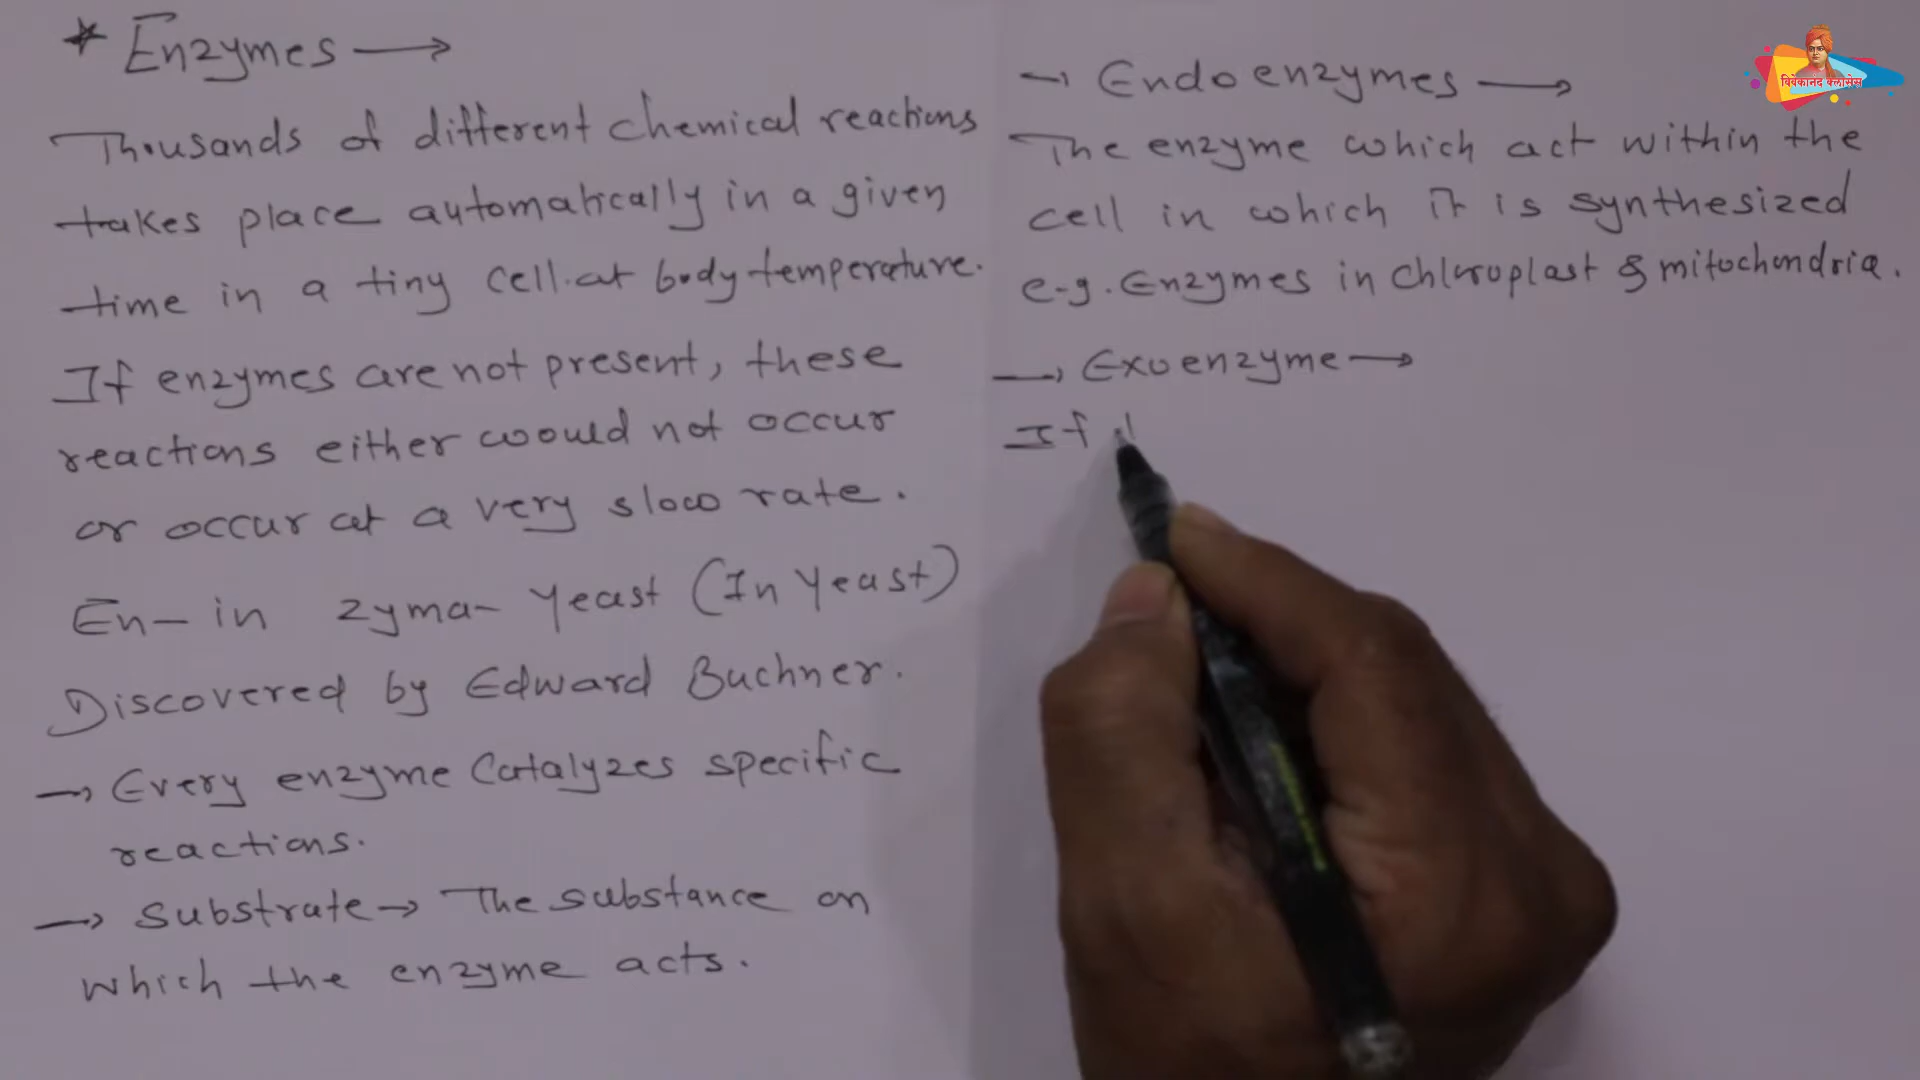 * Enzymes →
Thousands of different chemical reactions
takes place automatically in a given
time in a tiny cell.at body temperature.
If enzymes are not present, these
reactions either would not occur
or occur at a very slow rate.
En- in zyma- Yeast (In Yeast)
Discovered by Edward Buchner.
→ Every enzyme Catalyzes specific
reactions.
→ Substrate → The substance on
which the enzyme acts.
→ Endoenzymes →
The enzyme which act within the
cell in which it is synthesized
e.g. Enzymes in Chloroplast & mitochondria.
→ Exoenzyme →
If
विवेकानंद क्लासेस